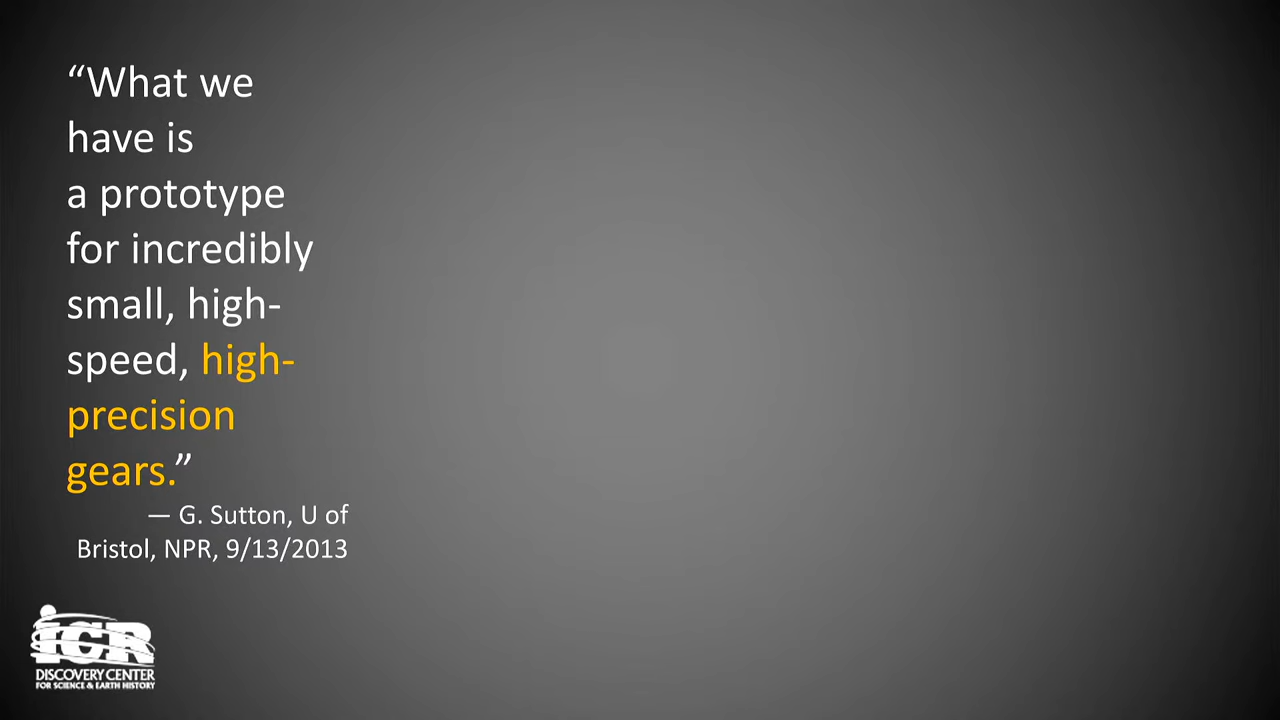 “What we
have is
a prototype
for incredibly
small, high-
speed, high-
precision
gears.”
— G. Sutton, U of
Bristol, NPR, 9/13/2013
iCR
DISCOVERY CENTER
FOR SCIENCE & EARTH HISTORY